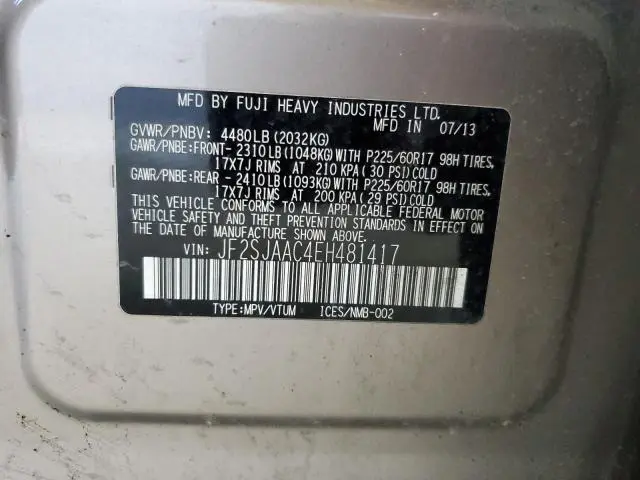 MFD BY FUJI HEAVY INDUSTRIES LTD.
MFD IN 07/13
GVWR/PNBV: 4480LB(2032KG)
GAWR/PNBE:FRONT- 2310LB(1048KG)WITH P225/60R17 98H TIRES,
17X7J RIMS AT 210 KPA(30 PSI)COLD
GAWR/PNBE:REAR - 2410LB(1093KG)WITH P225/60R17 98H TIRES,
17X7J RIMS AT 200 KPA(29 PSI)COLD
THIS VEHICLE CONFORMS TO ALL APPLICABLE FEDERAL MOTOR
VEHICLE SAFETY AND THEFT PREVENTION STANDARDS IN EFFECT ON
THE DATE OF MANUFACTURE SHOWN ABOVE.
VIN: JF2SJAAC4EH481417
TYPE:MPV/VTUM ICES/NMB-002